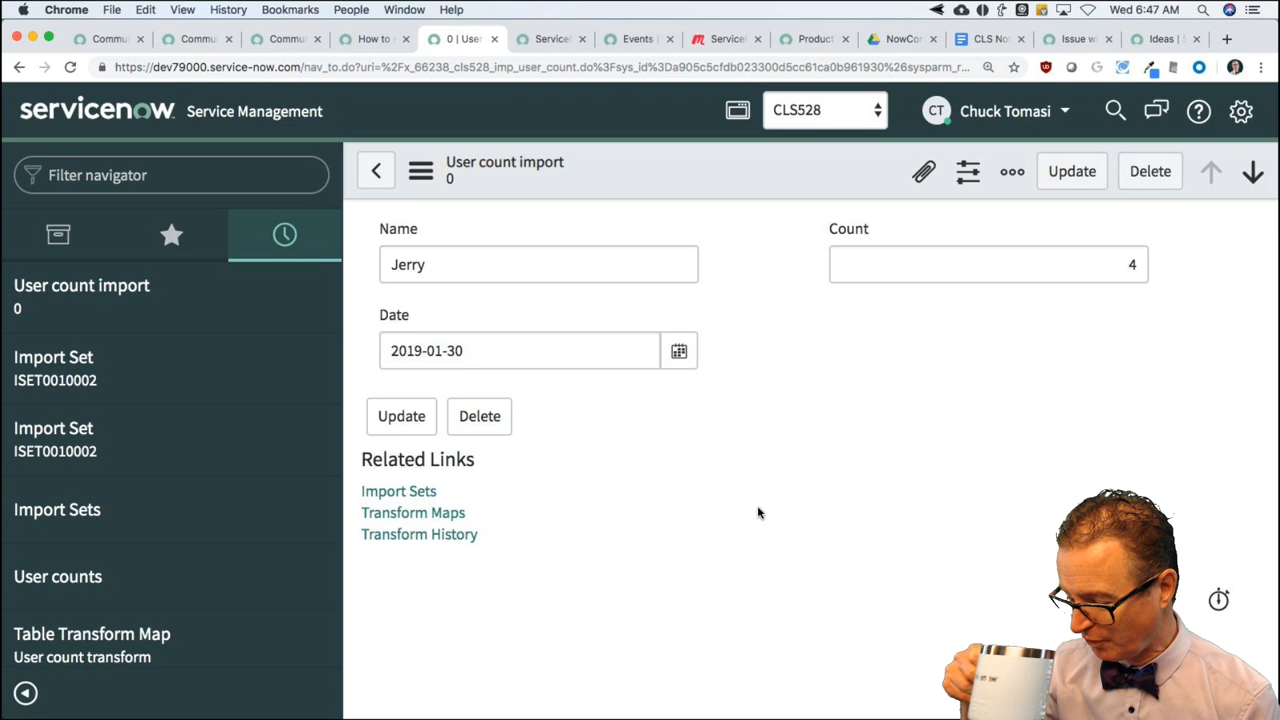 Chrome File Edit View History Bookmarks People Window Help Wed 6:47 AM
Commu Commu Commu How to 0 | User Service Events | Service Product NowCon CLS No Issue w Ideas | S
https://dev79000.service-now.com/nav_to.do?uri=%2Fx_66238_cls528_imp_user_count.do%3Fsys_id%3Da905c5cfdb023300d5cc61ca0b961930%26sysparm_r...
servicenow Service Management CLS528 CT Chuck Tomasi
Filter navigator
User count import
0
Update Delete
User count import
0
Import Set
ISET0010002
Import Set
ISET0010002
Import Sets
User counts
Table Transform Map
User count transform
Name
Jerry
Count
4
Date
2019-01-30
Update Delete
Related Links
Import Sets
Transform Maps
Transform History